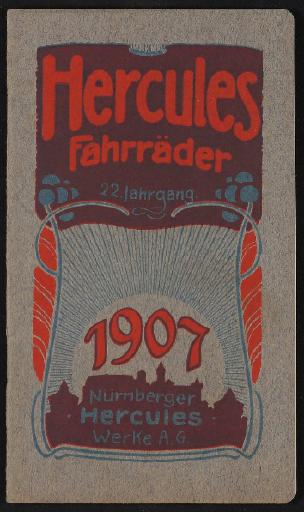 Hercules
Fahrräder
22. Jahrgang.
1907
Nürnberger
Hercules
Werke A.G.